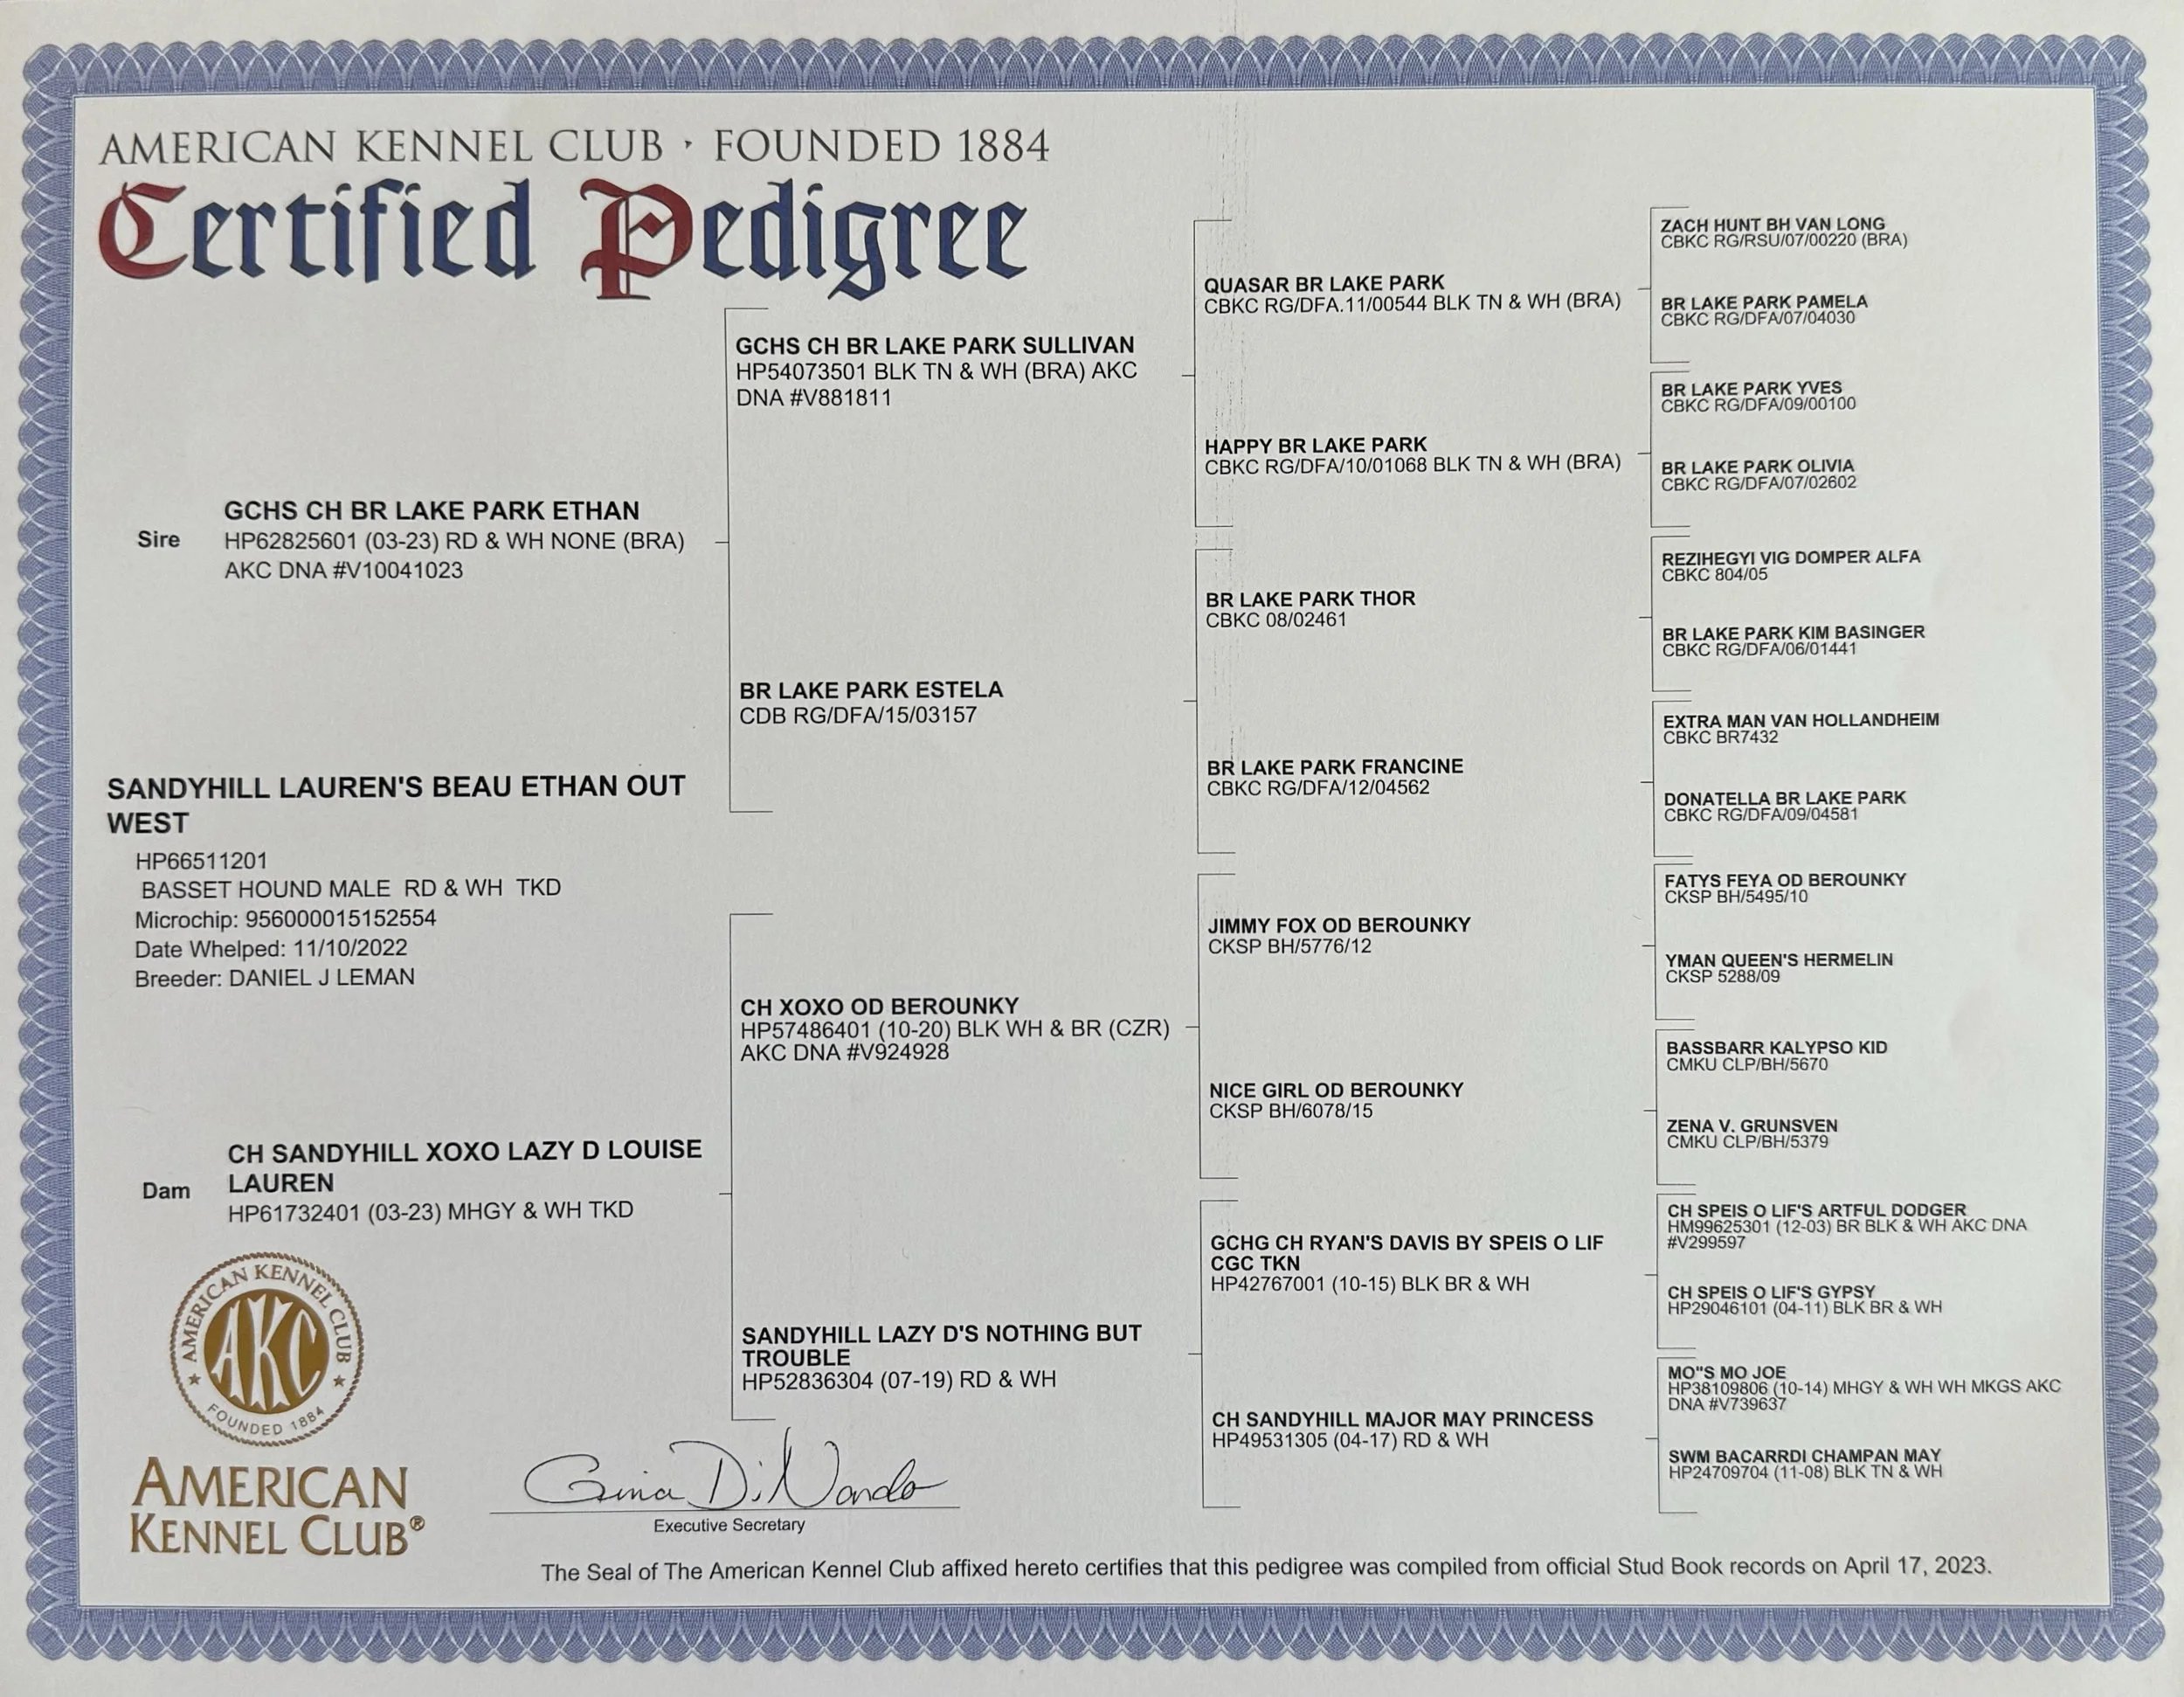 AMERICAN KENNEL CLUB · FOUNDED 1884
Certified Pedigree
Sire
GCHS CH BR LAKE PARK ETHAN
HP62825601 (03-23) RD & WH NONE (BRA)
AKC DNA #V10041023
SANDYHILL LAUREN'S BEAU ETHAN OUT
WEST
HP66511201
BASSET HOUND MALE RD & WH TKD
Microchip: 956000015152554
Date Whelped: 11/10/2022
Breeder: DANIEL J LEMAN
Dam
CH SANDYHILL XOXO LAZY D LOUISE
LAUREN
HP61732401 (03-23) MHGY & WH TKD
GCHS CH BR LAKE PARK SULLIVAN
HP54073501 BLK TN & WH (BRA) AKC
DNA #V881811
BR LAKE PARK ESTELA
CDB RG/DFA/15/03157
CH XOXO OD BEROUNKY
HP57486401 (10-20) BLK WH & BR (CZR)
AKC DNA #V924928
SANDYHILL LAZY D'S NOTHING BUT
TROUBLE
HP52836304 (07-19) RD & WH
QUASAR BR LAKE PARK
CBKC RG/DFA.11/00544 BLK TN & WH (BRA)
HAPPY BR LAKE PARK
CBKC RG/DFA/10/01068 BLK TN & WH (BRA)
BR LAKE PARK THOR
CBKC 08/02461
BR LAKE PARK FRANCINE
CBKC RG/DFA/12/04562
JIMMY FOX OD BEROUNKY
CKSP BH/5776/12
NICE GIRL OD BEROUNKY
CKSP BH/6078/15
GCHG CH RYAN'S DAVIS BY SPEIS O LIF
CGC TKN
HP42767001 (10-15) BLK BR & WH
CH SANDYHILL MAJOR MAY PRINCESS
HP49531305 (04-17) RD & WH
ZACH HUNT BH VAN LONG
CBKC RG/RSU/07/00220 (BRA)
BR LAKE PARK PAMELA
CBKC RG/DFA/07/04030
BR LAKE PARK YVES
CBKC RG/DFA/09/00100
BR LAKE PARK OLIVIA
CBKC RG/DFA/07/02602
REZIHEGYI VIG DOMPER ALFA
CBKC 804/05
BR LAKE PARK KIM BASINGER
CBKC RG/DFA/06/01441
EXTRA MAN VAN HOLLANDHEIM
CBKC BR7432
DONATELLA BR LAKE PARK
CBKC RG/DFA/09/04581
FATYS FEYA OD BEROUNKY
CKSP BH/5495/10
YMAN QUEEN'S HERMELIN
CKSP 5288/09
BASSBARR KALYPSO KID
CMKU CLP/BH/5670
ZENA V. GRUNSVEN
CMKU CLP/BH/5379
CH SPEIS O LIF'S ARTFUL DODGER
HM99625301 (12-03) BR BLK & WH AKC DNA
#V299597
CH SPEIS O LIF'S GYPSY
HP29046101 (04-11) BLK BR & WH
MO"S MO JOE
HP38109806 (10-14) MHGY & WH WH MKGS AKC
DNA #V739637
SWM BACARRDI CHAMPAN MAY
HP24709704 (11-08) BLK TN & WH
AMERICAN KENNEL CLUB
AKC
FOUNDED 1884
AMERICAN
KENNEL CLUB®
Gina DiNardo
Executive Secretary
The Seal of The American Kennel Club affixed hereto certifies that this pedigree was compiled from official Stud Book records on April 17, 2023.